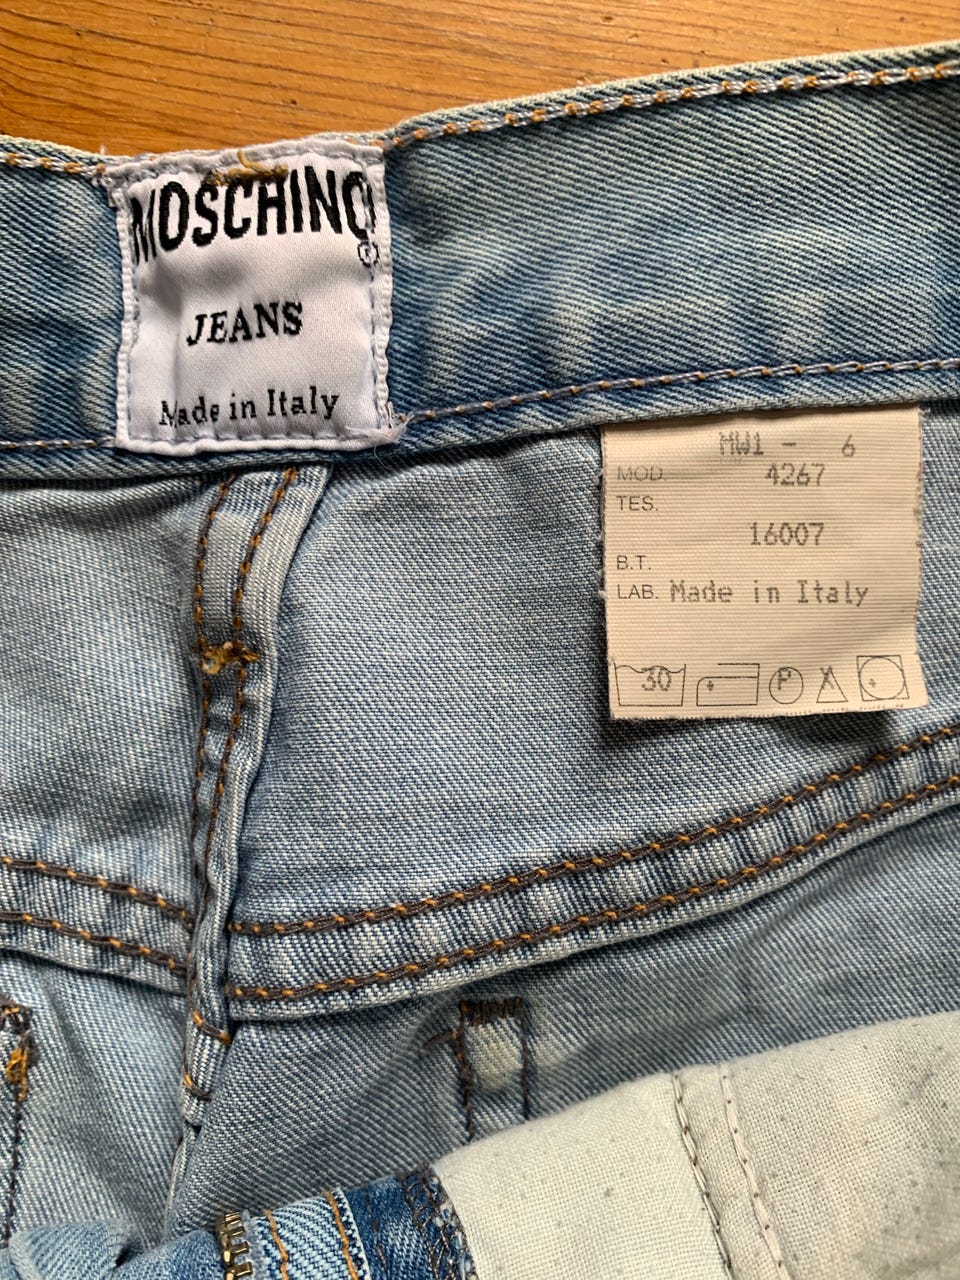 MOSCHINO
®
JEANS
Made in Italy
MW1 - 6
MOD. 4267
TES.
16007
B.T.
LAB. Made in Italy
30 P